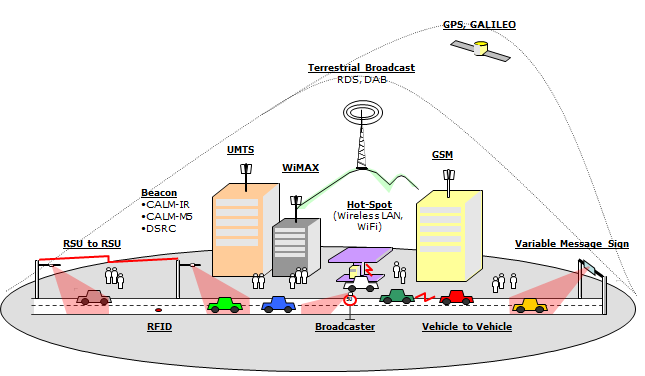 GPS, GALILEO
Terrestrial Broadcast
RDS, DAB
UMTS
WiMAX
GSM
Beacon
•CALM-IR
•CALM-M5
•DSRC
Hot-Spot
(Wireless LAN,
WiFi)
RSU to RSU
Variable Message Sign
RFID
Broadcaster
Vehicle to Vehicle